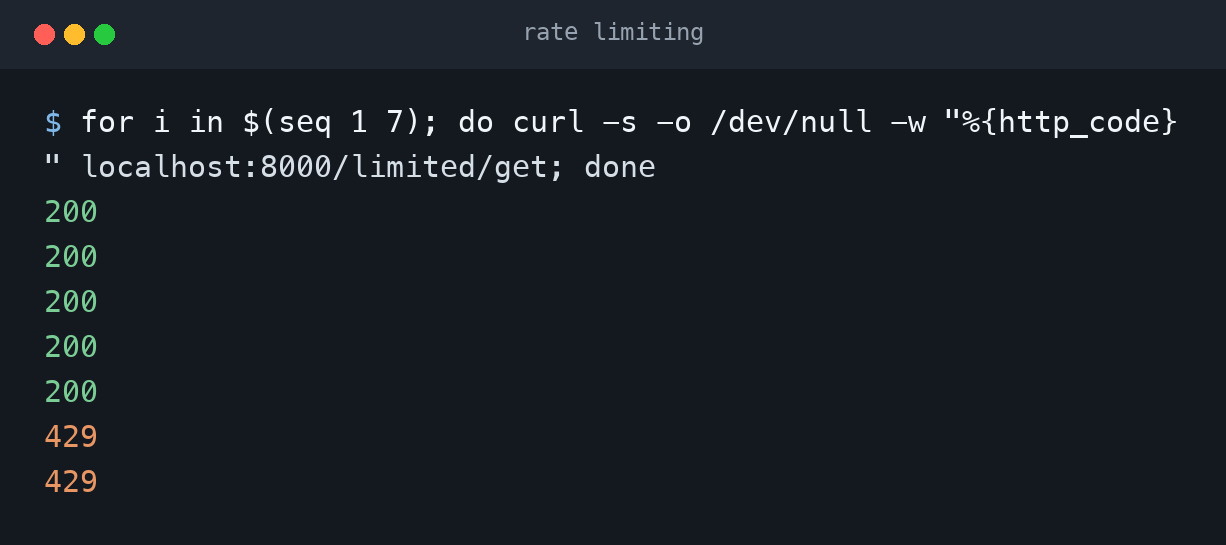 rate limiting
$ for i in $(seq 1 7); do curl -s -o /dev/null -w "%{http_code}
" localhost:8000/limited/get; done
200
200
200
200
200
429
429